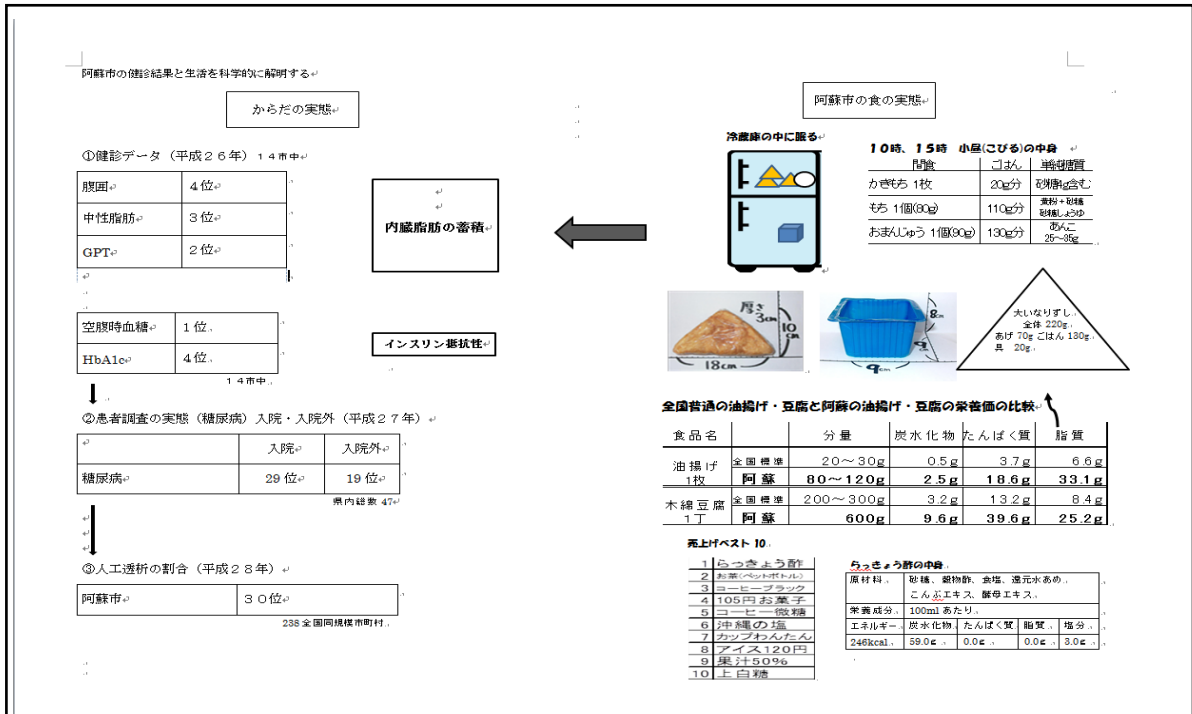 阿蘇市の健診結果と生活を科学的に解明する
からだの実態
①健診データ（平成２６年）１４市中
腹囲 ４位
中性脂肪 ３位
GPT ２位
内臓脂肪の蓄積
空腹時血糖 １位
HbA1c ４位
１４市中
インスリン抵抗性
②患者調査の実態（糖尿病）入院・入院外（平成２７年）
入院 入院外
糖尿病 29位 19位
県内総数 47
③人工透析の割合（平成２８年）
阿蘇市 ３０位
238全国同規模市町村
阿蘇市の食の実態
冷蔵庫の中に眠る
１０時、１５時 小昼(こびる)の中身
間食 ごはん 単純糖質
かきもち 1枚 20g分 砂糖4g含む
もち 1個(80g) 110g分 黄粉＋砂糖
砂糖しょうゆ
おまんじゅう 1個(90g) 130g分 あんこ
25～35g
厚さ
3cm
10cm
18cm
8cm
9
9cm
大いなりずし
全体 220g
あげ 70g ごはん 130g
具 20g
全国普通の油揚げ・豆腐と阿蘇の油揚げ・豆腐の栄養価の比較
食品名 分量 炭水化物 たんぱく質 脂質
油揚げ 1枚 全国標準 20～30g 0.5g 3.7g 6.6g
阿蘇 80～120g 2.5g 18.6g 33.1g
木綿豆腐 1丁 全国標準 200～300g 3.2g 13.2g 8.4g
阿蘇 600g 9.6g 39.6g 25.2g
売上げベスト 10
1 らっきょう酢
2 お茶(ペットボトル)
3 コーヒーブラック
4 105円お菓子
5 コーヒー微糖
6 沖縄の塩
7 カップわんたん
8 アイス120円
9 果汁50%
10 上白糖
らっきょう酢の中身
原材料 砂糖、穀物酢、食塩、還元水あめ
こんぶエキス、酵母エキス
栄養成分 100mlあたり
エネルギー 炭水化物 たんぱく質 脂質 塩分
246kcal 59.0g 0.0g 0.0g 3.0g